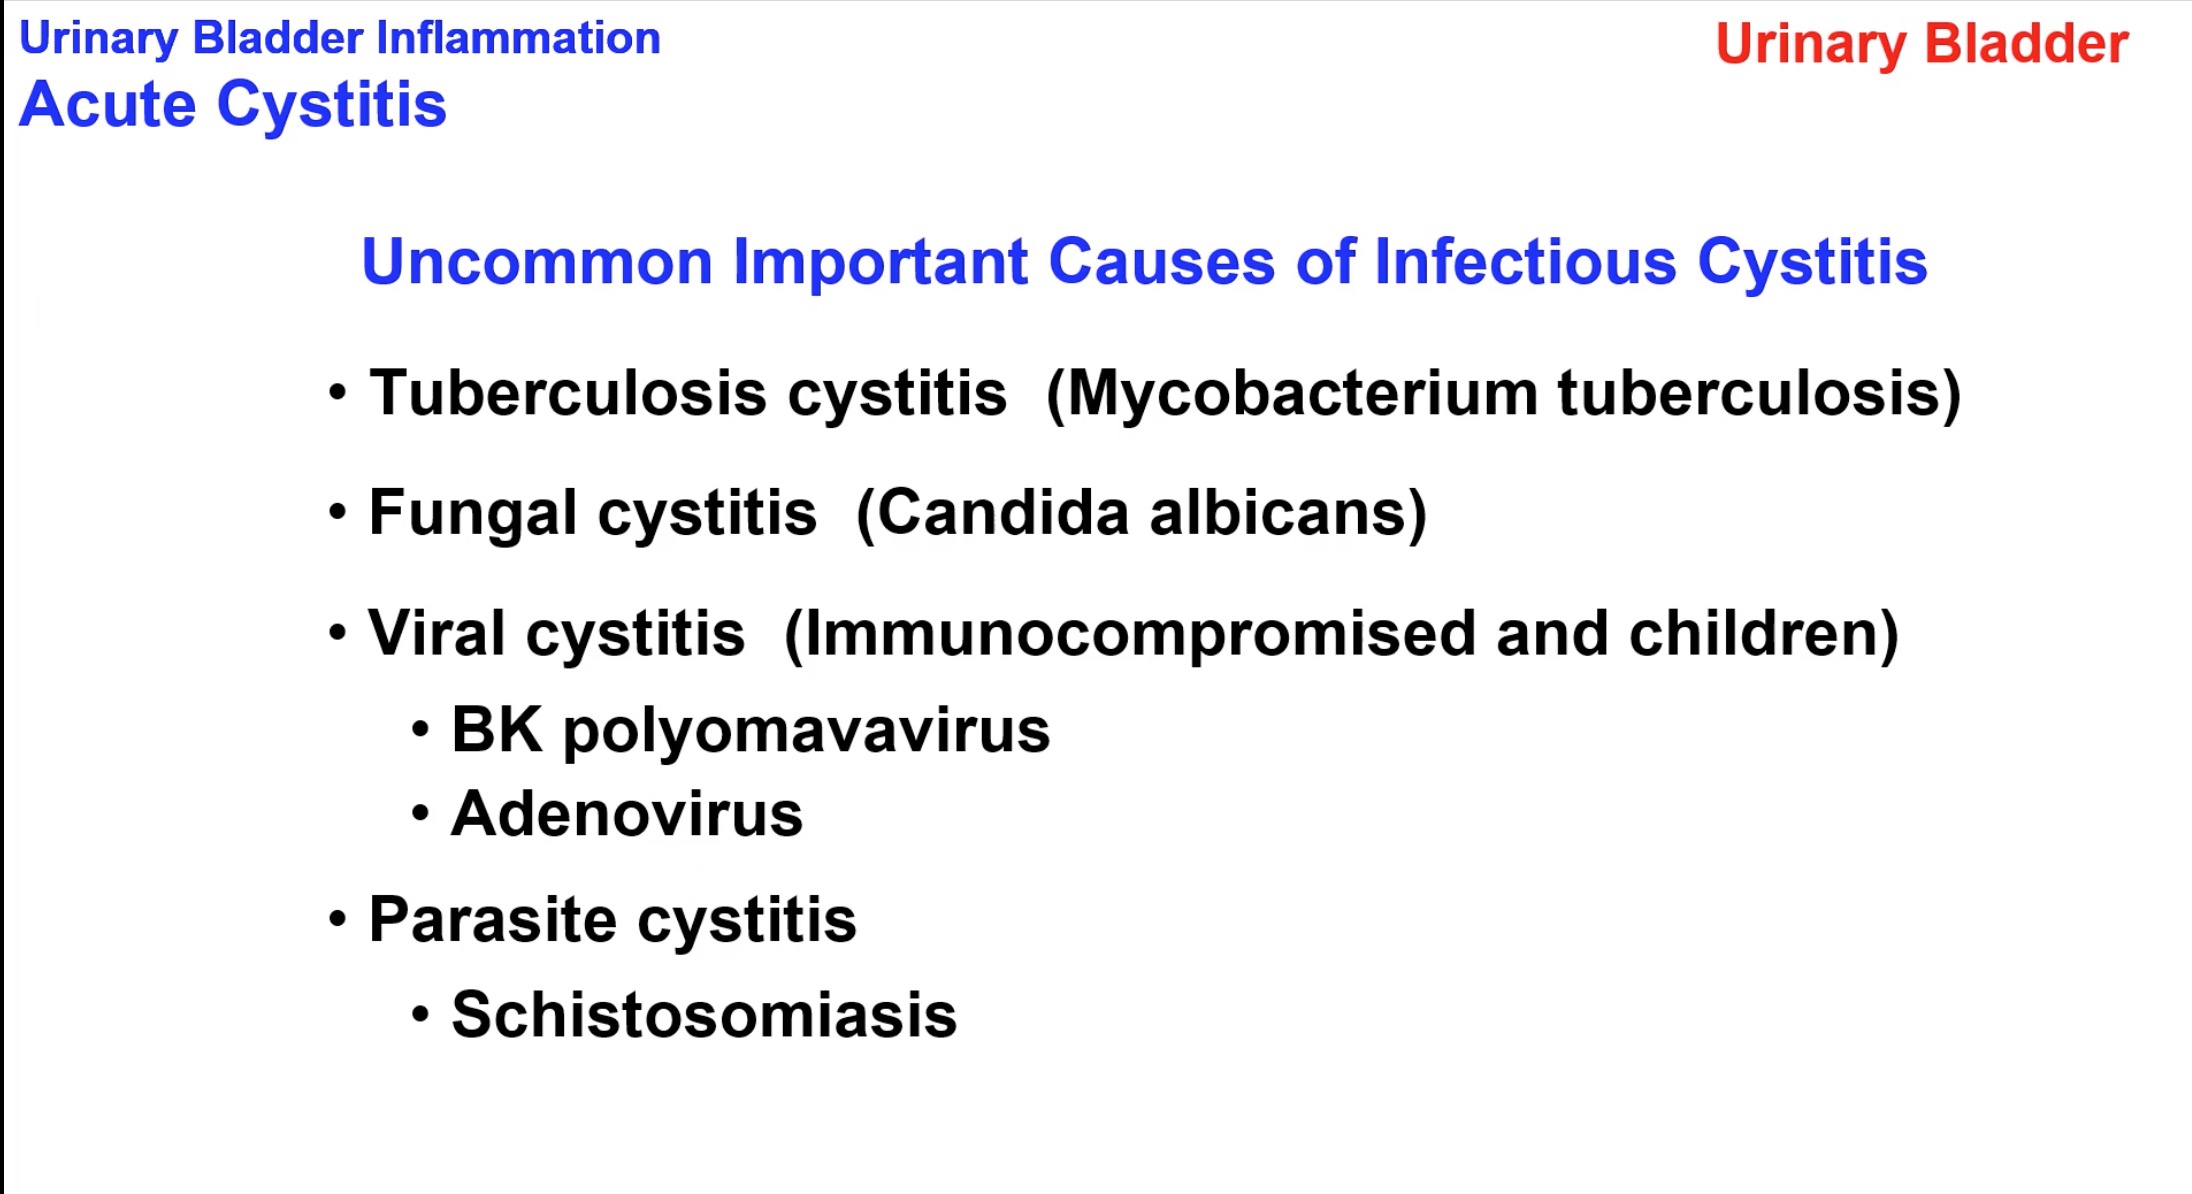 Urinary Bladder Inflammation
Urinary Bladder
Acute Cystitis
Uncommon Important Causes of Infectious Cystitis
• Tuberculosis cystitis (Mycobacterium tuberculosis)
• Fungal cystitis (Candida albicans)
• Viral cystitis (Immunocompromised and children)
• BK polyomavavirus
• Adenovirus
• Parasite cystitis
• Schistosomiasis